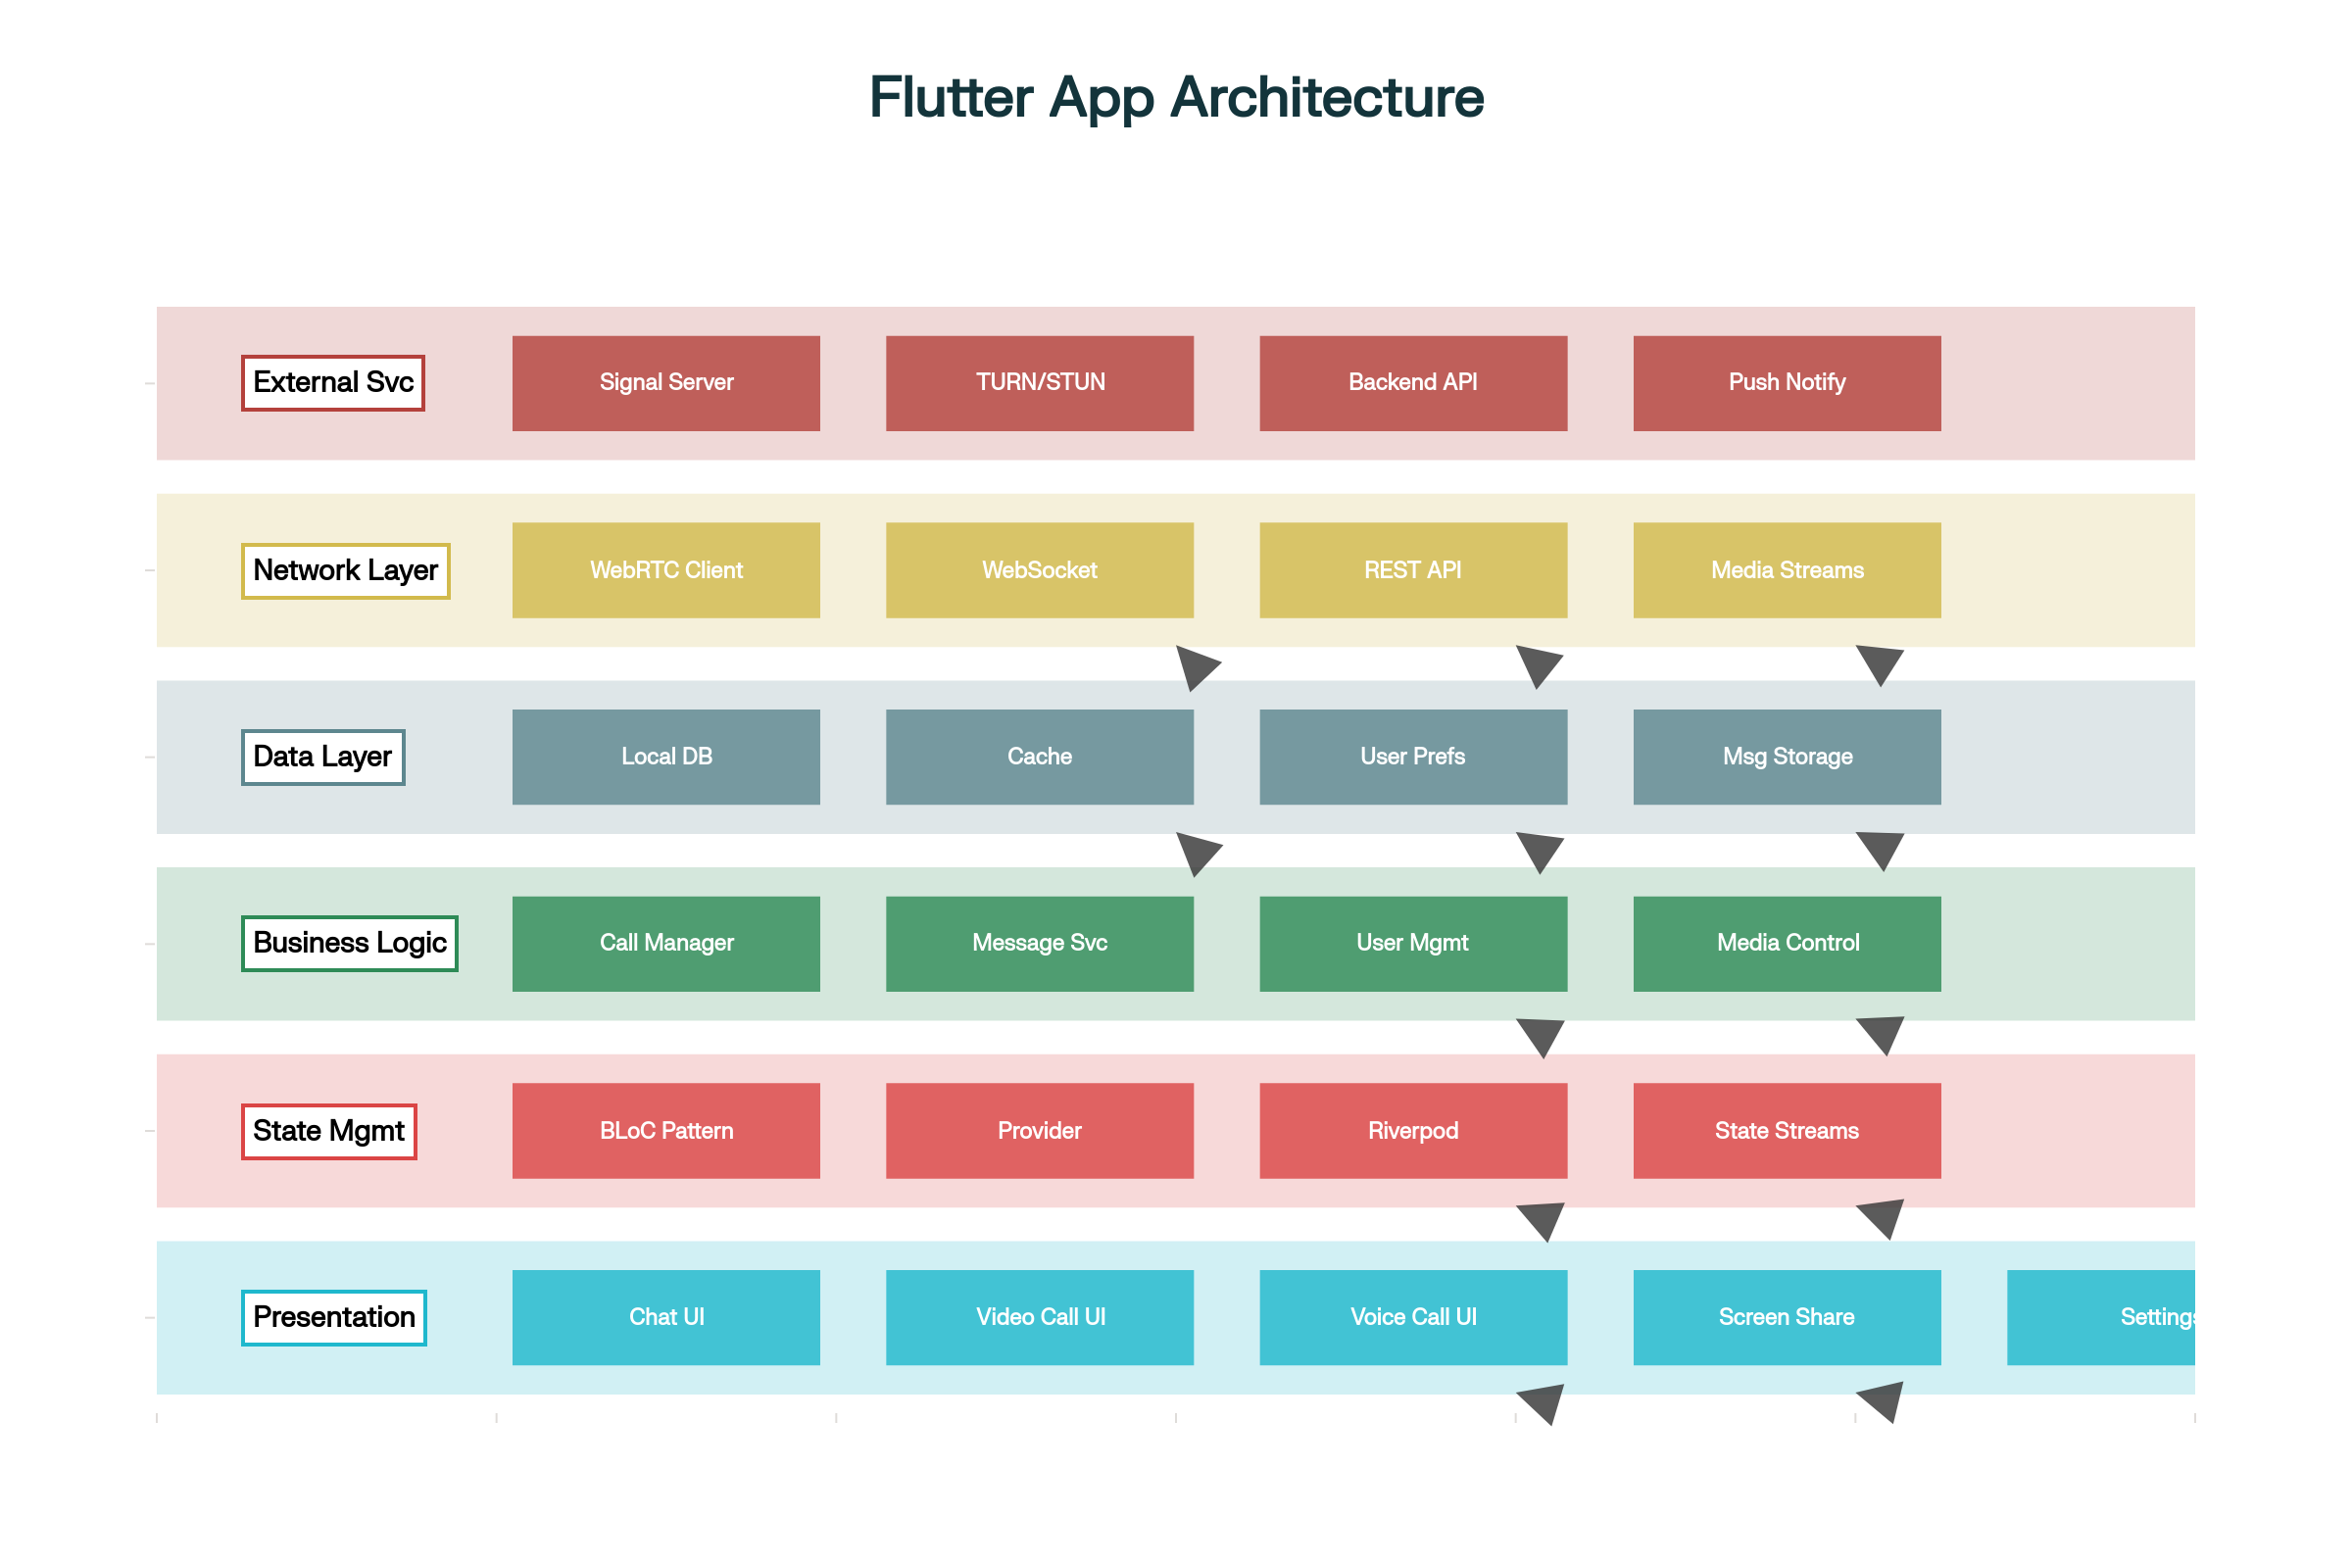 Flutter App Architecture
External Svc
Signal Server
TURN/STUN
Backend API
Push Notify
Network Layer
WebRTC Client
WebSocket
REST API
Media Streams
Data Layer
Local DB
Cache
User Prefs
Msg Storage
Business Logic
Call Manager
Message Svc
User Mgmt
Media Control
State Mgmt
BLoC Pattern
Provider
Riverpod
State Streams
Presentation
Chat UI
Video Call UI
Voice Call UI
Screen Share
Settings